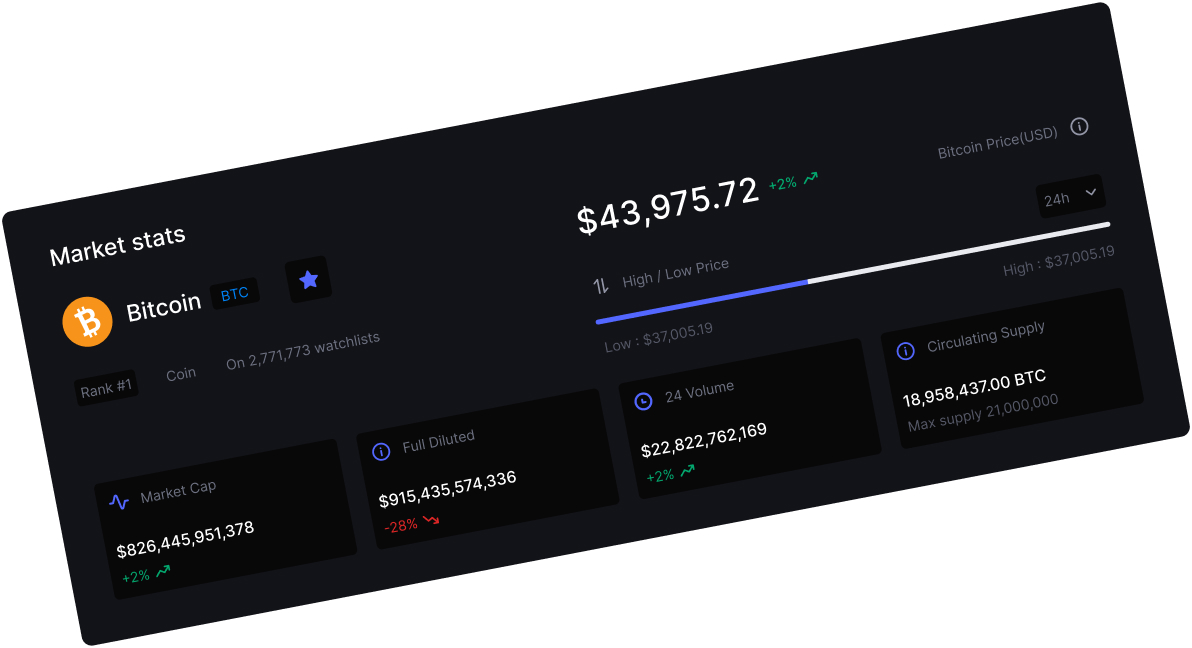 Market stats
Bitcoin BTC
Rank #1 Coin On 2,771,773 watchlists
Bitcoin Price(USD)
$43,975.72 +2%
24h
High / Low Price
Low : $37,005.19 High : $37,005.19
Market Cap
$826,445,951,378
+2%
Full Diluted
$915,435,574,336
-28%
24 Volume
$22,822,762,169
+2%
Circulating Supply
18,958,437.00 BTC
Max supply 21,000,000